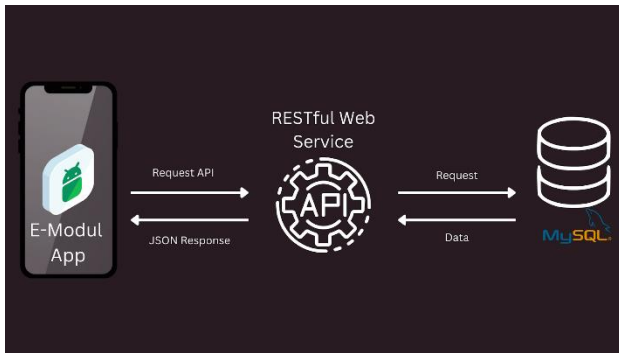 E-Modul
App
Request API
JSON Response
RESTful Web
Service
API
Request
Data
MySQL